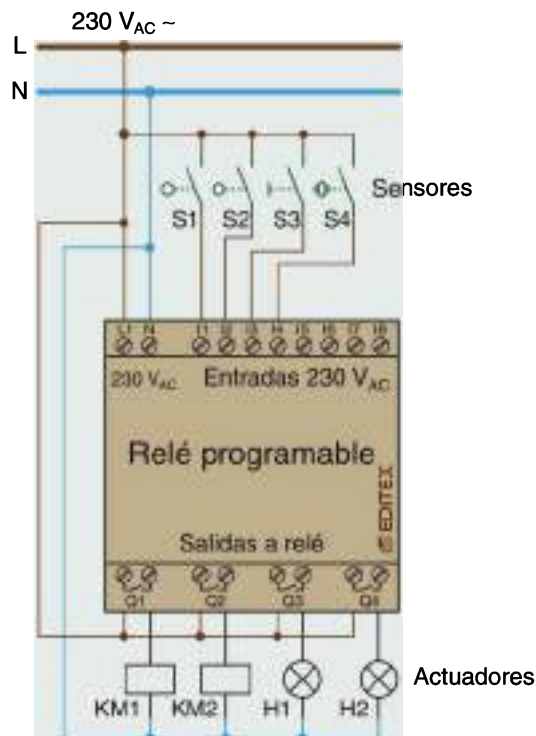 230 VAC ~
L
N
S1 S2 S3 S4 Sensores
L1 N I1 I2 I3 I4 I5 I6 I7 I8
230 VAC Entradas 230 VAC
Relé programable
EDITEX
Salidas a relé
Q1 Q2 Q3 Q4
Actuadores
KM1 KM2 H1 H2